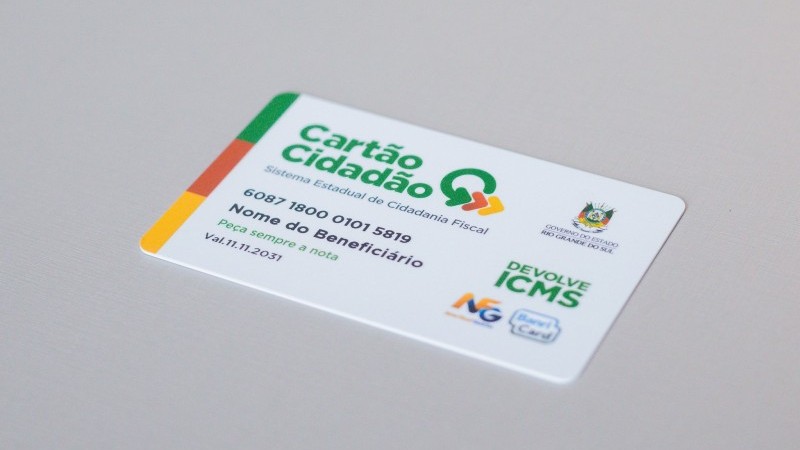 Cartão
Cidadão
Sistema Estadual de Cidadania Fiscal
6087 1800 0101 5819
Nome do Beneficiário
Peça sempre a nota
Val.11.11.2031
GOVERNO DO ESTADO
RIO GRANDE DO SUL
DEVOLVE
ICMS
NFG
Banri
Card